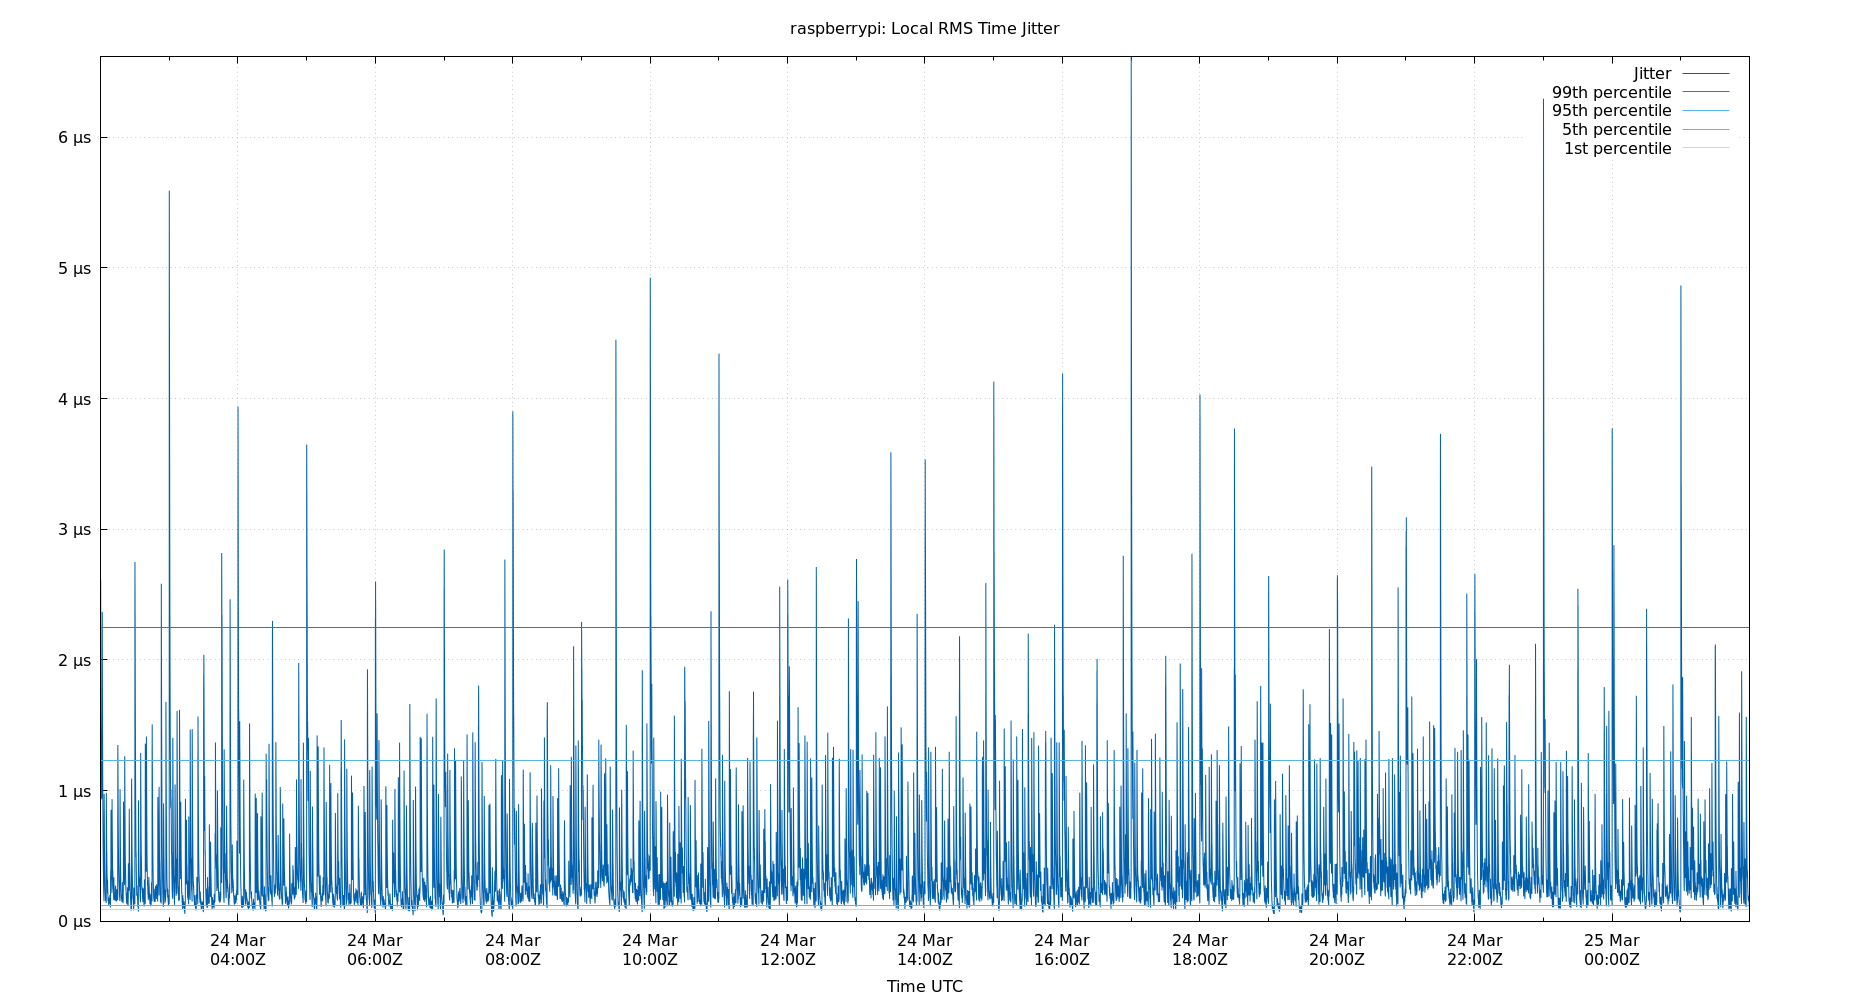 raspberrypi: Local RMS Time Jitter
Jitter
99th percentile
95th percentile
5th percentile
1st percentile
6 µs
5 µs
4 µs
3 µs
2 µs
1 µs
0 µs
24 Mar 24 Mar 24 Mar 24 Mar 24 Mar 24 Mar 24 Mar 24 Mar 24 Mar 24 Mar 25 Mar
04:00Z 06:00Z 08:00Z 10:00Z 12:00Z 14:00Z 16:00Z 18:00Z 20:00Z 22:00Z 00:00Z
Time UTC